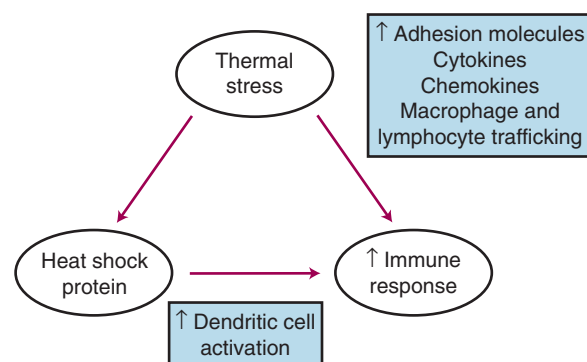 Thermal
stress
↑ Adhesion molecules
Cytokines
Chemokines
Macrophage and
lymphocyte trafficking
Heat shock
protein
↑ Immune
response
↑ Dendritic cell
activation